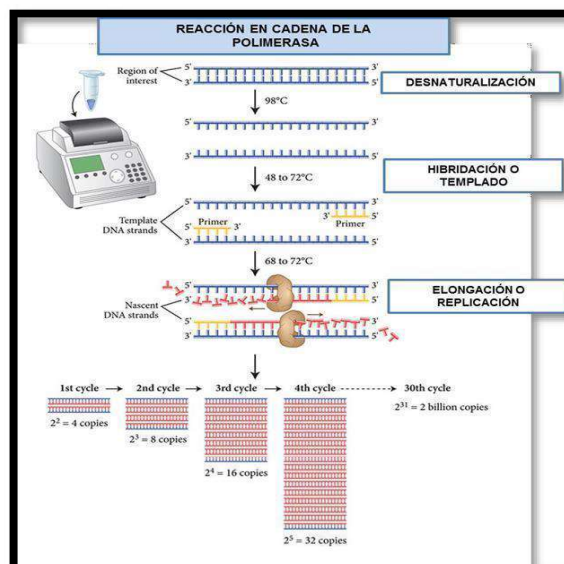 REACCIÓN EN CADENA DE LA
POLIMERASA
Region of
interest
5' 3'
3' 5'
DESNATURALIZACIÓN
98°C
5' 3'
3' 5'
48 to 72°C
HIBRIDACIÓN O
TEMPLADO
5' 3'
Template
DNA strands
Primer
3' 5'
Primer
5' 3'
3' 5'
68 to 72°C
ELONGACIÓN O
REPLICACIÓN
5' 3'
3' 5'
Nascent
DNA strands
5' 3'
3' 5'
1st cycle 2nd cycle 3rd cycle 4th cycle 30th cycle
2² = 4 copies
2³ = 8 copies
2⁴ = 16 copies
2⁵ = 32 copies
2³¹ = 2 billion copies